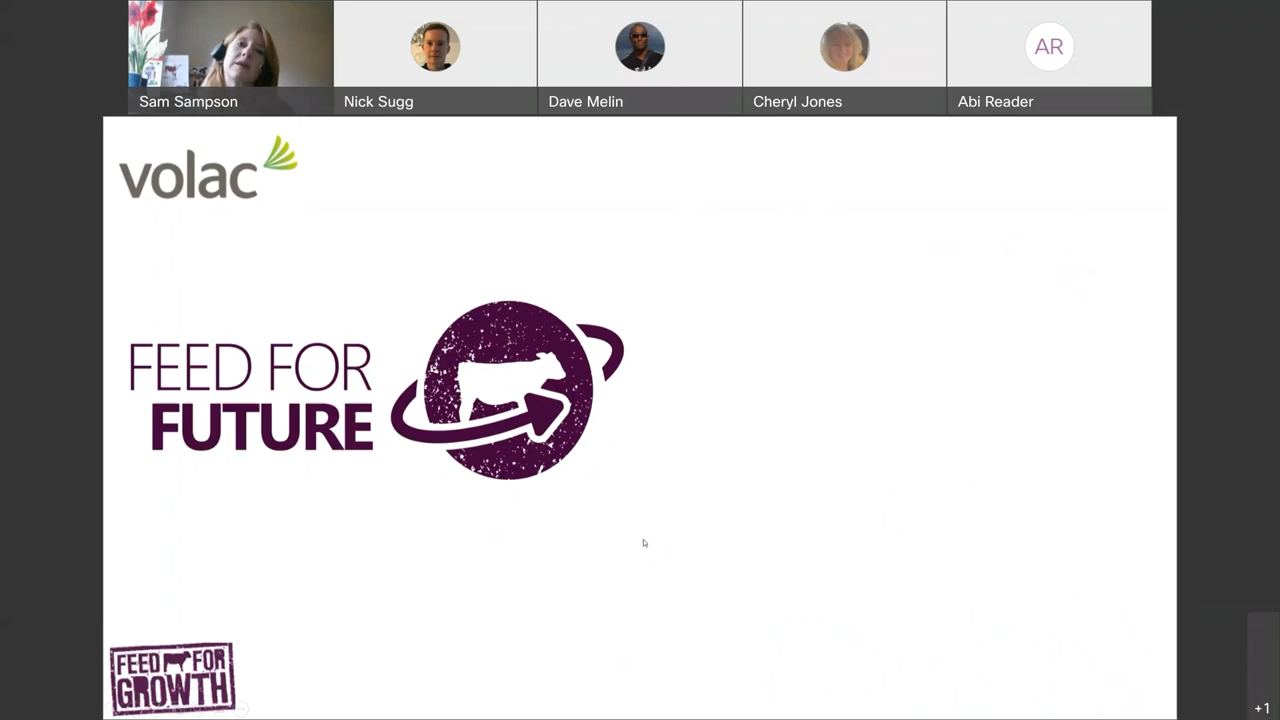 Sam Sampson
Nick Sugg
Dave Melin
Cheryl Jones
AR
Abi Reader
volac
FEED FOR
FUTURE
FEED FOR
GROWTH
+1